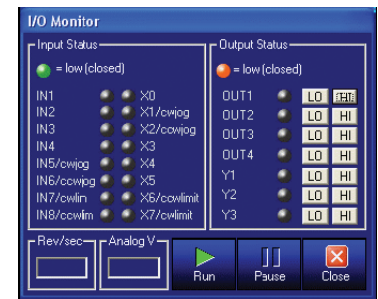 I/O Monitor
Input Status
= low (closed)
IN1 X0
IN2 X1/cwjog
IN3 X2/ccwjog
IN4 X3
IN5/cwjog X4
IN6/ccwjog X5
IN7/cwlim X6/ccwlimit
IN8/ccwlim X7/cwlimit
Output Status
= low (closed)
OUT1 LO HI
OUT2 LO HI
OUT3 LO HI
OUT4 LO HI
Y1 LO HI
Y2 LO HI
Y3 LO HI
Rev/sec Analog V
Run Pause Close